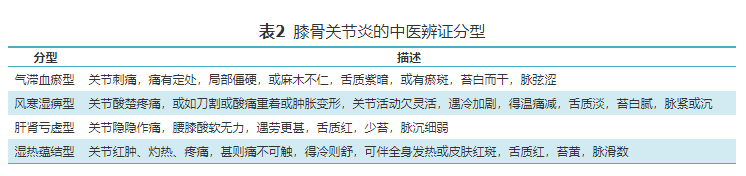 表2 膝骨关节炎的中医辨证分型
分型 描述
气滞血瘀型 关节刺痛，痛有定处，局部僵硬，或麻木不仁，舌质紫暗，或有瘀斑，苔白而干，脉弦涩
风寒湿痹型 关节酸楚疼痛，或如刀割或酸痛重着或肿胀变形，关节活动欠灵活，遇冷加剧，得温痛减，舌质淡，苔白腻，脉紧或沉
肝肾亏虚型 关节隐隐作痛，腰膝酸软无力，遇劳更甚，舌质红，少苔，脉沉细弱
湿热蕴结型 关节红肿、灼热、疼痛，甚则痛不可触，得冷则舒，可伴全身发热或皮肤红斑，舌质红，苔黄，脉滑数